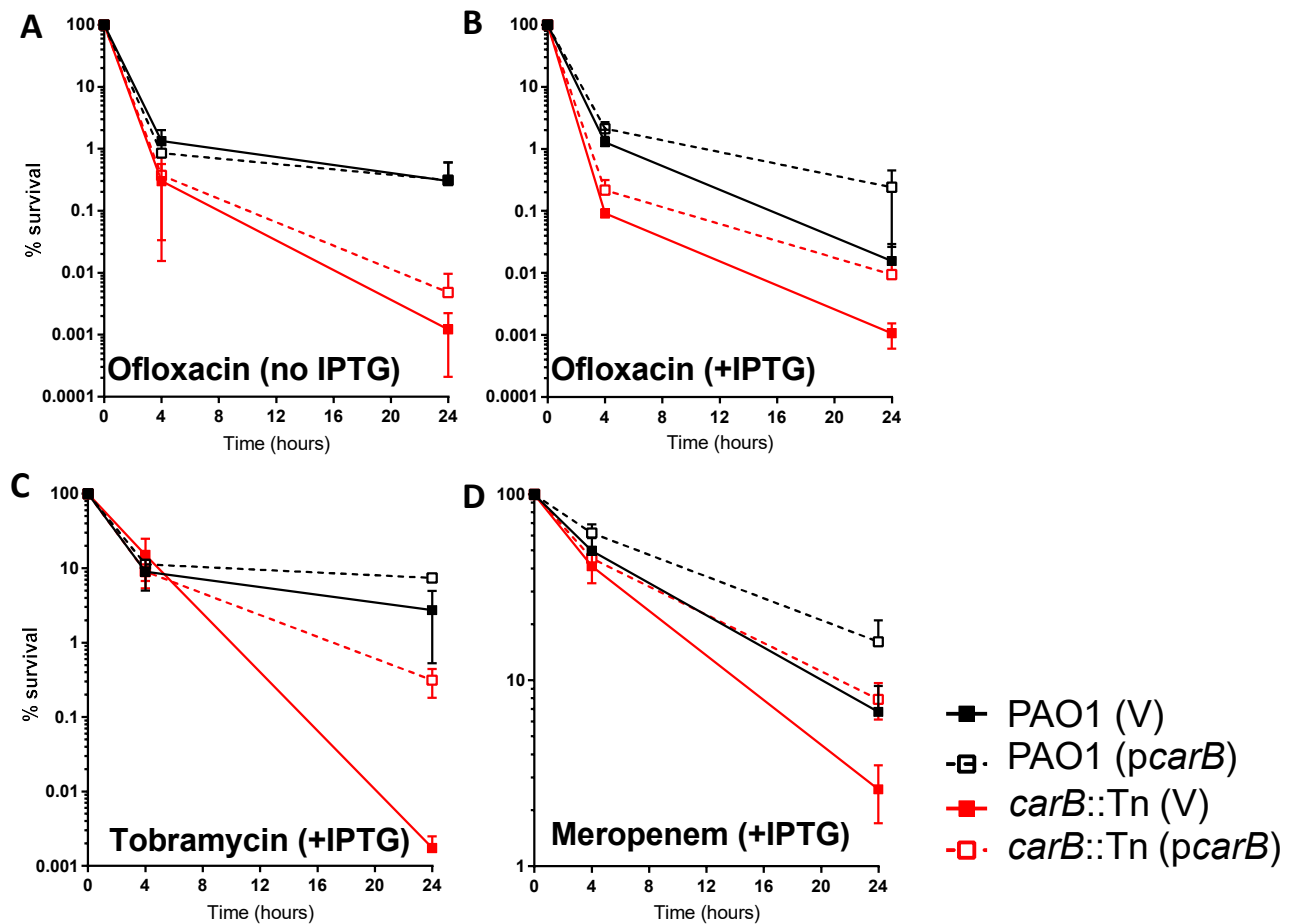 A
% survival
100
10
1
0.1
0.01
0.001
0.0001
Ofloxacin (no IPTG)
0 4 8 12 16 20 24
Time (hours)
B
100
10
1
0.1
0.01
0.001
0.0001
Ofloxacin (+IPTG)
0 4 8 12 16 20 24
Time (hours)
C
% survival
100
10
1
0.1
0.01
0.001
Tobramycin (+IPTG)
0 4 8 12 16 20 24
Time (hours)
D
100
10
1
Meropenem (+IPTG)
0 4 8 12 16 20 24
Time (hours)
PAO1 (V)
PAO1 (pcarB)
carB::Tn (V)
carB::Tn (pcarB)